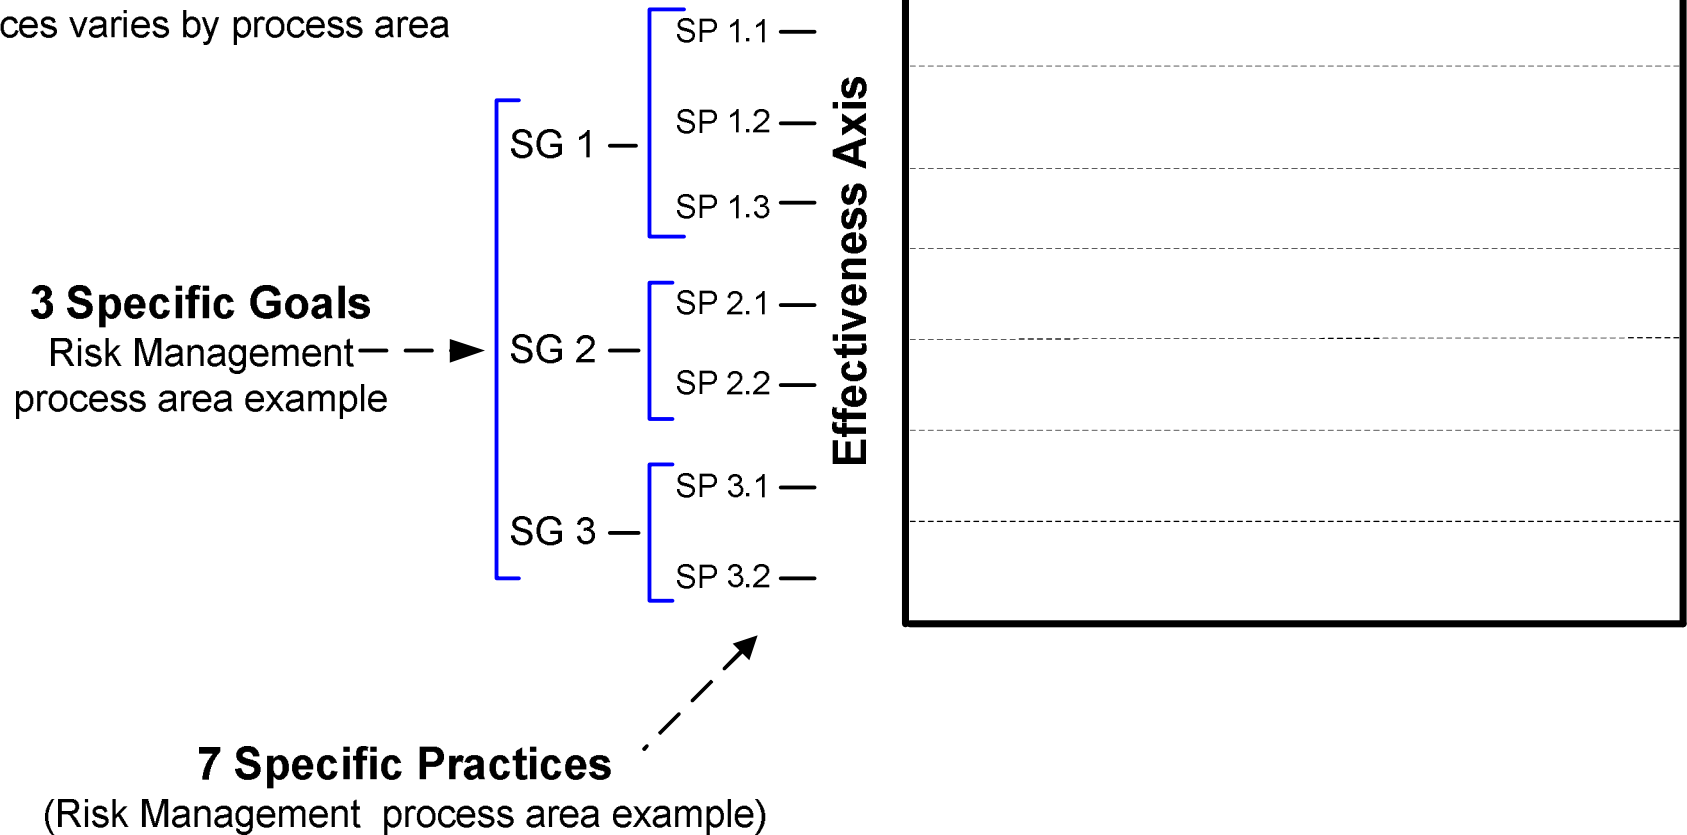 ces varies by process area
SP 1.1
SP 1.2
SP 1.3
SG 1
Effectiveness Axis
3 Specific Goals
Risk Management
process area example
SG 2
SP 2.1
SP 2.2
SG 3
SP 3.1
SP 3.2
7 Specific Practices
(Risk Management process area example)